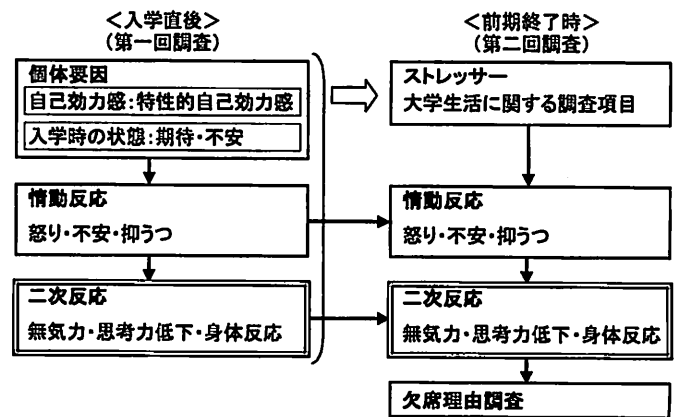 ＜入学直後＞
（第一回調査）
個体要因
自己効力感：特性的自己効力感
入学時の状態：期待・不安
情動反応
怒り・不安・抑うつ
二次反応
無気力・思考力低下・身体反応
＜前期終了時＞
（第二回調査）
ストレッサー
大学生活に関する調査項目
情動反応
怒り・不安・抑うつ
二次反応
無気力・思考力低下・身体反応
欠席理由調査